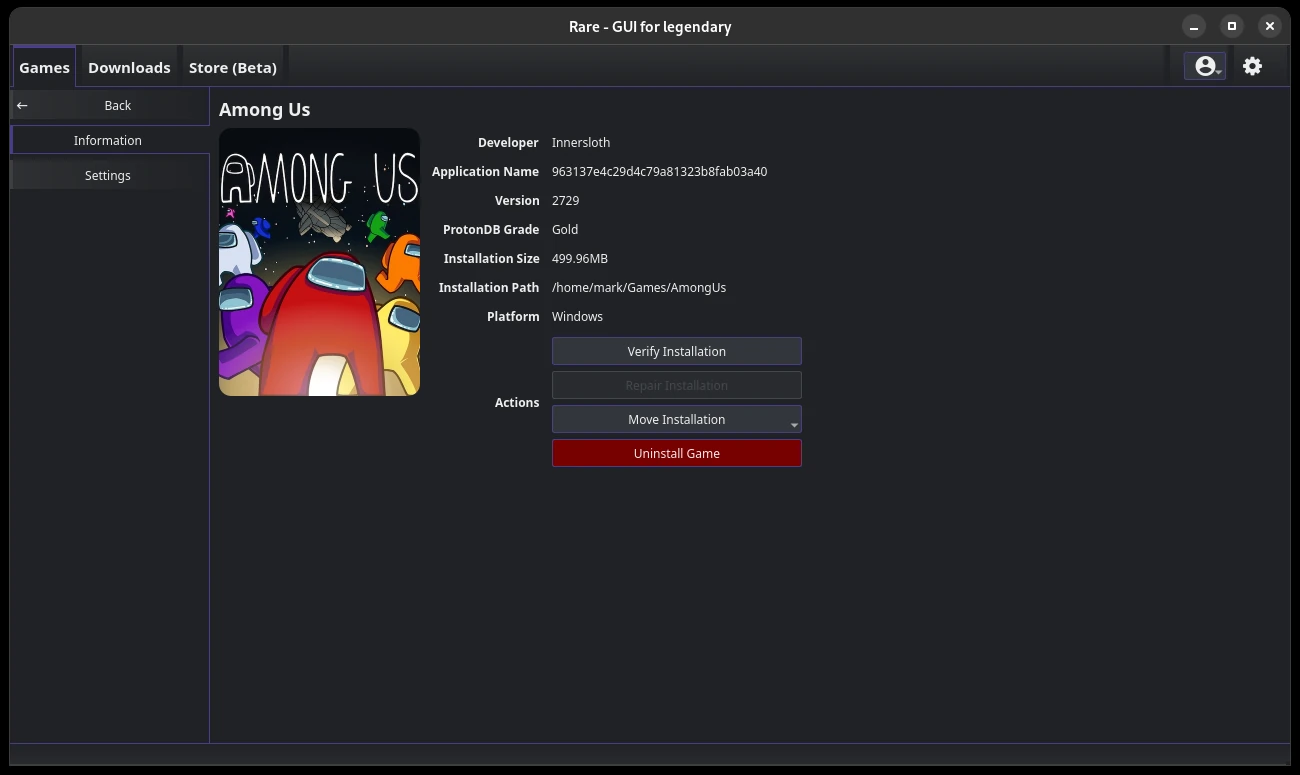 Rare - GUI for legendary
Games Downloads Store (Beta)
Back
Information
Settings
Among Us
AMONG US
Developer Innersloth
Application Name 963137e4c29d4c79a81323b8fab03a40
Version 2729
ProtonDB Grade Gold
Installation Size 499.96MB
Installation Path /home/mark/Games/AmongUs
Platform Windows
Actions
Verify Installation
Repair Installation
Move Installation
Uninstall Game